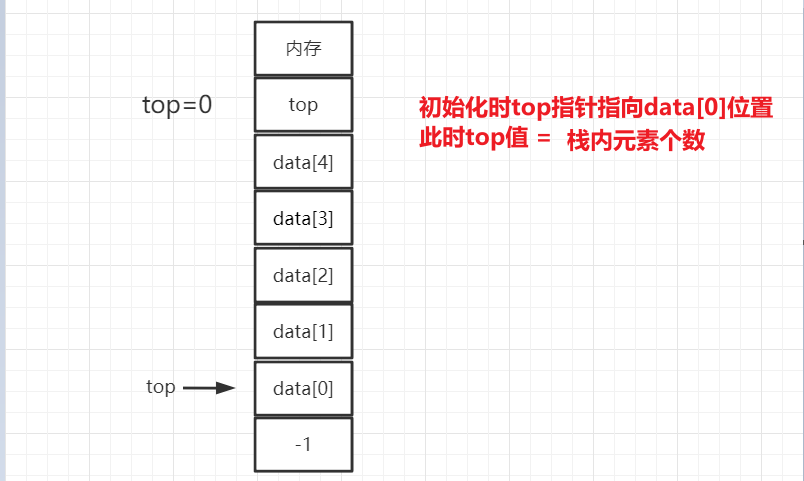 内存
top=0
top
初始化时top指针指向data[0]位置
此时top值 = 栈内元素个数
data[4]
data[3]
data[2]
data[1]
top
data[0]
-1